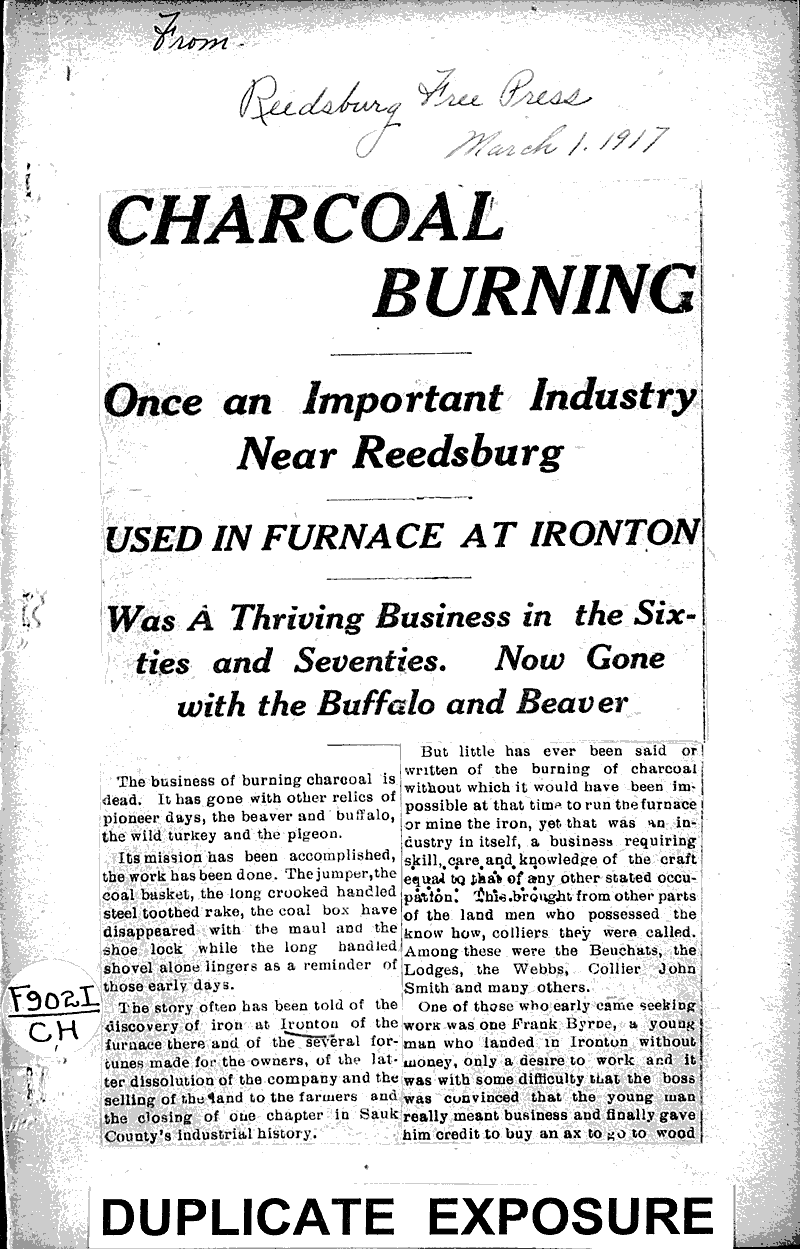 From -
Reedsburg Free Press
March 1. 1917
CHARCOAL
BURNING
Once an Important Industry
Near Reedsburg
USED IN FURNACE AT IRONTON
Was A Thriving Business in the Six-
ties and Seventies. Now Gone
with the Buffalo and Beaver
The business of burning charcoal is
dead. It has gone with other relics of
pioneer days, the beaver and buffalo,
the wild turkey and the pigeon.
Its mission has been accomplished,
the work has been done. The jumper, the
coal basket, the long crooked handled
steel toothed rake, the coal box have
disappeared with the maul and the
shoe lock while the long handled
shovel alone lingers as a reminder of
those early days.
The story often has been told of the
discovery of iron at Ironton of the
furnace there and of the several for-
tunes made for the owners, of the lat-
ter dissolution of the company and the
selling of the land to the farmers and
the closing of one chapter in Sauk
County's industrial history.
But little has ever been said or
written of the burning of charcoal
without which it would have been im-
possible at that time to run the furnace
or mine the iron, yet that was an in-
dustry in itself, a business requiring
skill, care and knowledge of the craft
equal to that of any other stated occu-
pation. This brought from other parts
of the land men who possessed the
know how, colliers they were called.
Among these were the Beuchats, the
Lodges, the Webbs, Collier John
Smith and many others.
One of those who early came seeking
work was one Frank Byrne, a young
man who landed in Ironton without
money, only a desire to work and it
was with some difficulty that the boss
was convinced that the young man
really meant business and finally gave
him credit to buy an ax to go to wood
F902I
CH
DUPLICATE EXPOSURE